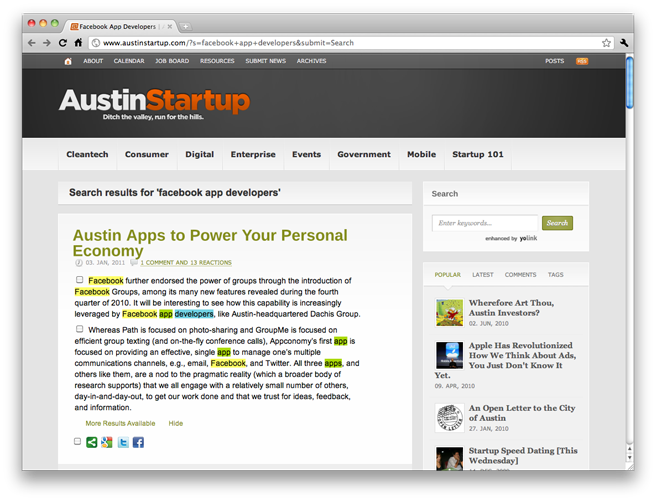 Facebook App Developers | A
www.austinstartup.com/?s=facebook+app+developers&submit=Search
ABOUT CALENDAR JOB BOARD RESOURCES SUBMIT NEWS ARCHIVES POSTS
AustinStartup
Ditch the valley, run for the hills.
Cleantech Consumer Digital Enterprise Events Government Mobile Startup 101
Search results for 'facebook app developers'
Austin Apps to Power Your Personal
Economy
03. JAN, 2011 1 COMMENT AND 13 REACTIONS
Facebook further endorsed the power of groups through the introduction of
Facebook Groups, among its many new features revealed during the fourth
quarter of 2010. It will be interesting to see how this capability is increasingly
leveraged by Facebook app developers, like Austin-headquartered Dachis Group.
Whereas Path is focused on photo-sharing and GroupMe is focused on
efficient group texting (and on-the-fly conference calls), Appconomy's first app is
focused on providing an effective, single app to manage one's multiple
communications channels, e.g., email, Facebook, and Twitter. All three apps, and
others like them, are a nod to the pragmatic reality (which a broader body of
research supports) that we all engage with a relatively small number of others,
day-in-and-day-out, to get our work done and that we trust for ideas, feedback,
and information.
More Results Available Hide
Search
Enter keywords... Search
enhanced by yolink
POPULAR LATEST COMMENTS TAGS
Wherefore Art Thou,
Austin Investors?
02. JUN, 2010
Apple Has Revolutionized
How We Think About Ads,
You Just Don't Know It
Yet.
09. APR, 2010
An Open Letter to the City
of Austin
27. JAN, 2010
Startup Speed Dating [This
Wednesday]